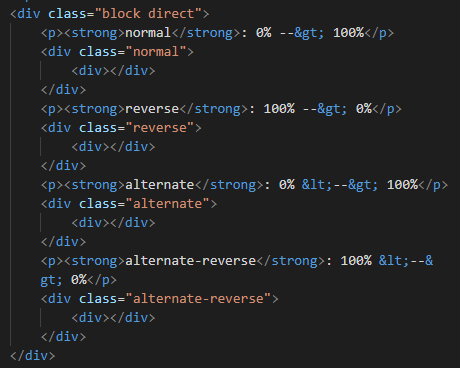 <div class="block direct">
<p><strong>normal</strong>: 0% --&gt; 100%</p>
<div class="normal">
<div></div>
</div>
<p><strong>reverse</strong>: 100% --&gt; 0%</p>
<div class="reverse">
<div></div>
</div>
<p><strong>alternate</strong>: 0% &lt;--&gt; 100%</p>
<div class="alternate">
<div></div>
</div>
<p><strong>alternate-reverse</strong>: 100% &lt;--&
gt; 0%</p>
<div class="alternate-reverse">
<div></div>
</div>
</div>